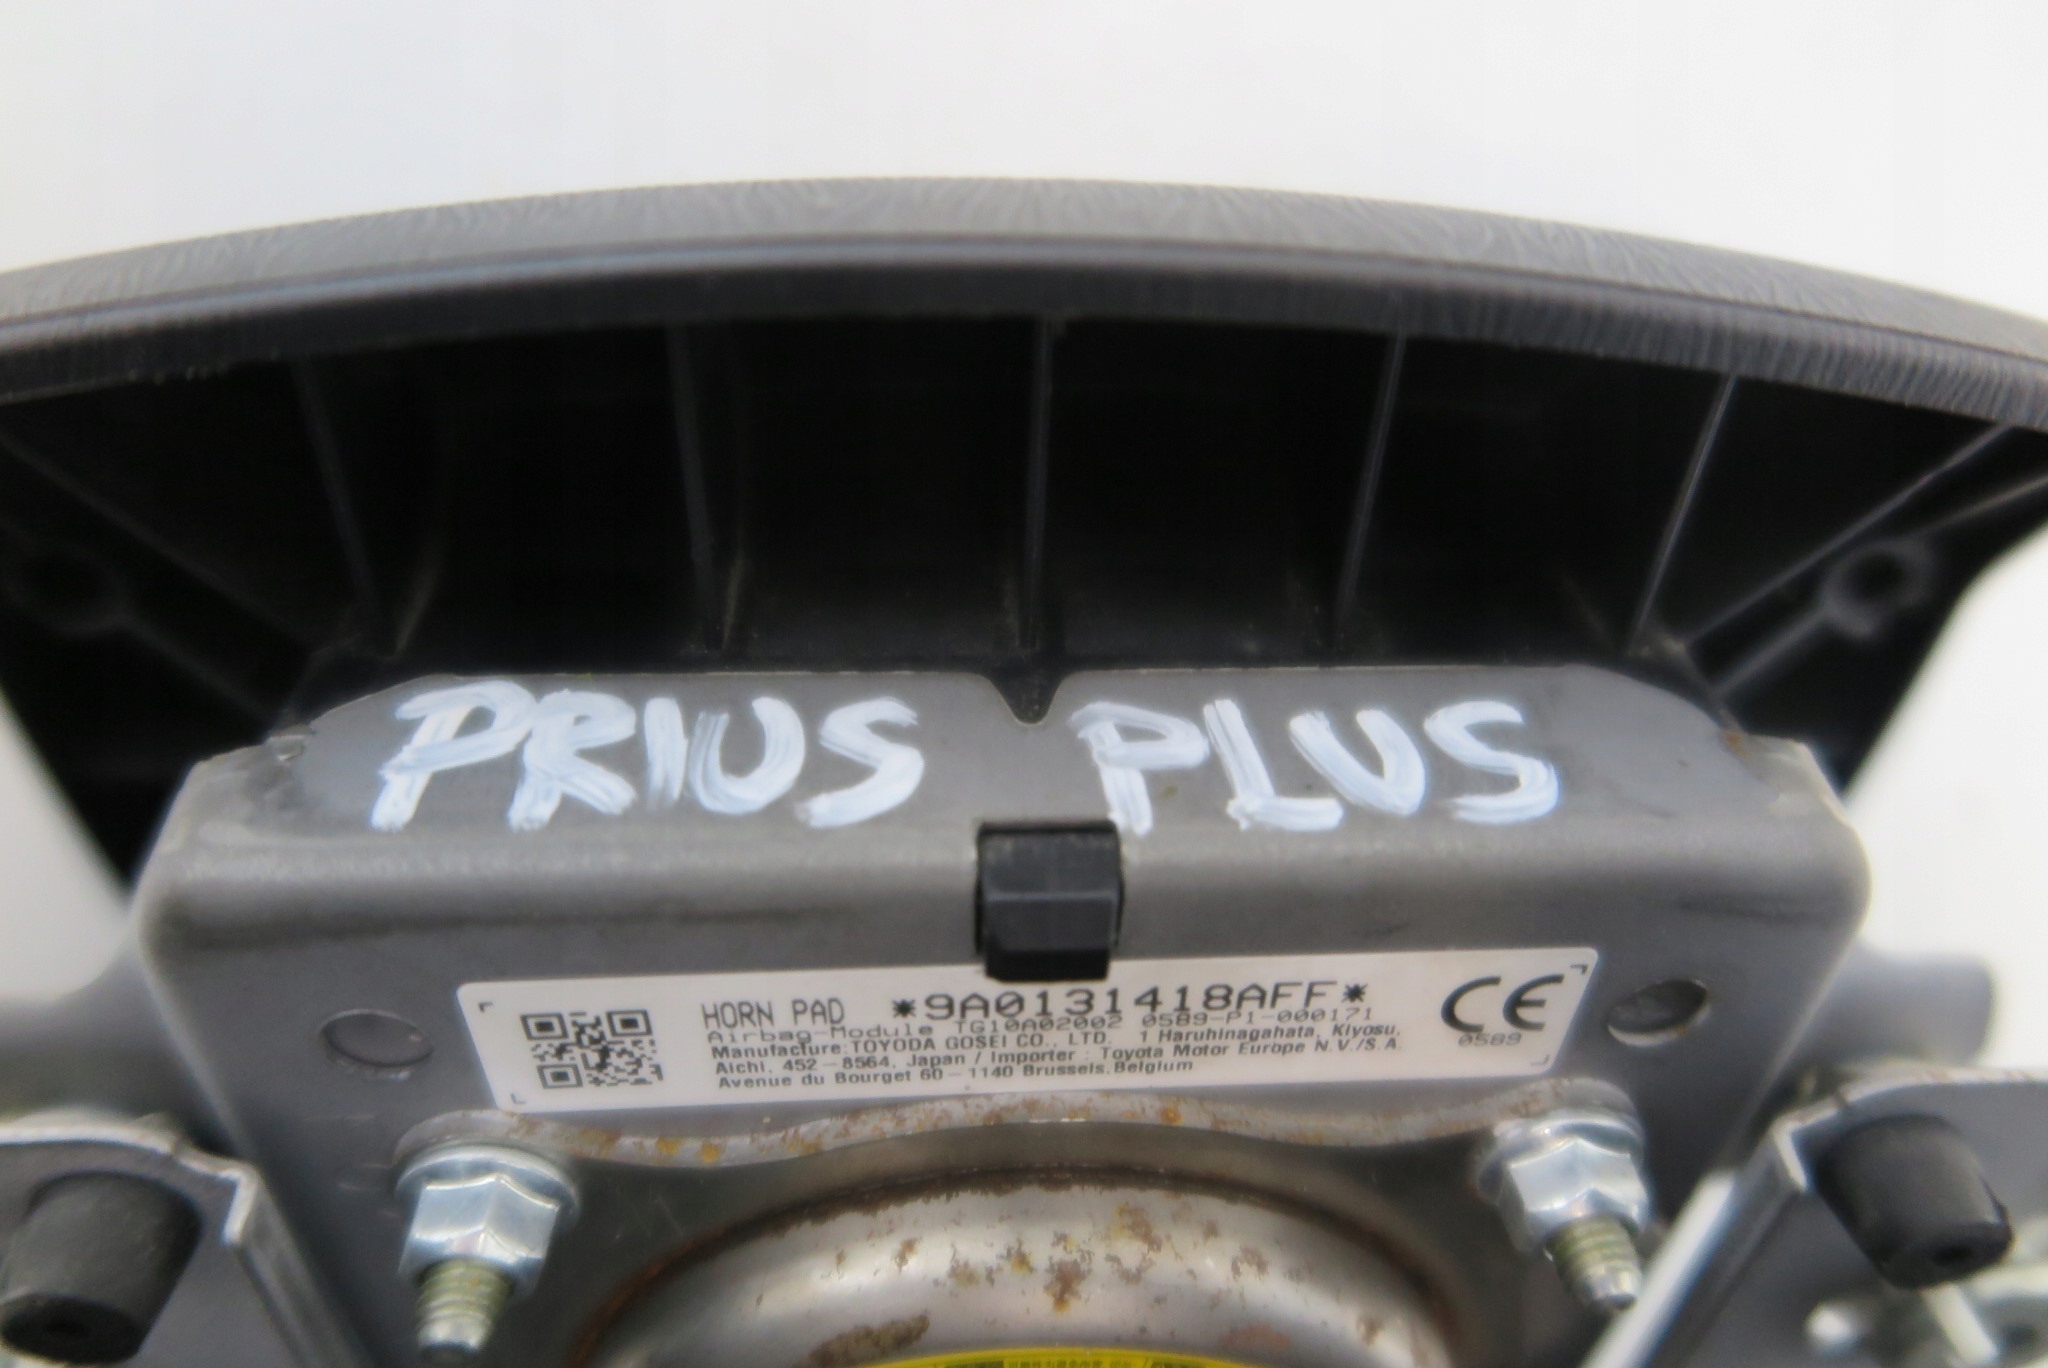 PRIUS PLUS
HORN PAD *9A0131418AFF*
Airbag-Module TG10A02002 0589-P1-000171
Manufacture: TOYODA GOSEI CO., LTD. 1 Haruhinagahata, Kiyosu,
Aichi, 452-8564, Japan / Importer : Toyota Motor Europe N.V./S.A.
Avenue du Bourget 60-1140 Brussels, Belgium
CE
0589